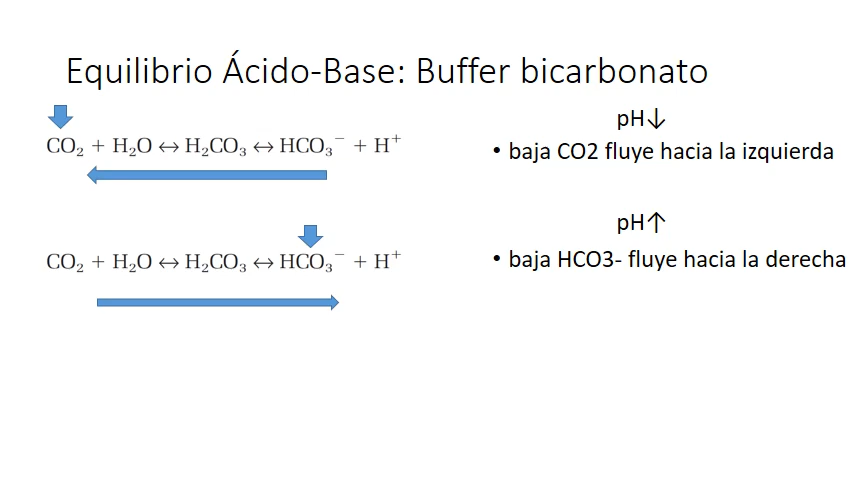 Equilibrio Ácido-Base: Buffer bicarbonato
CO₂ + H₂O ↔ H₂CO₃ ↔ HCO₃⁻ + H⁺
pH↓
• baja CO2 fluye hacia la izquierda
CO₂ + H₂O ↔ H₂CO₃ ↔ HCO₃⁻ + H⁺
pH↑
• baja HCO3- fluye hacia la derecha